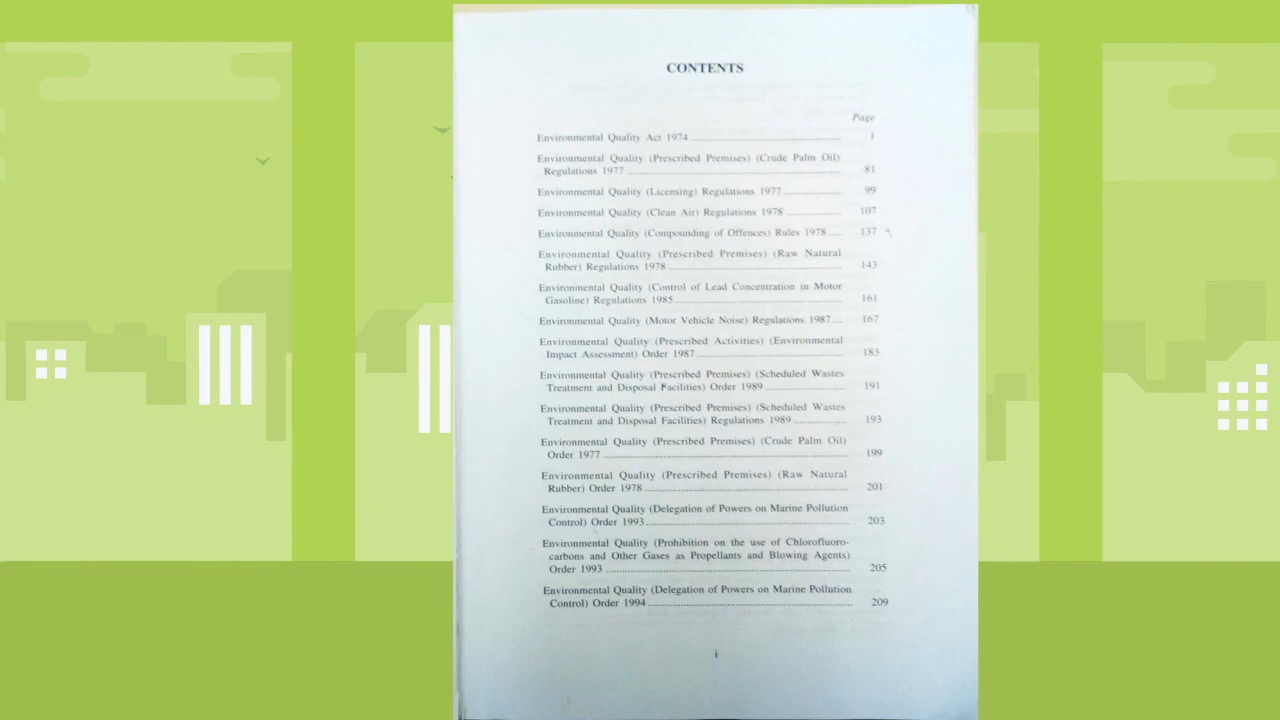 CONTENTS
Page
Environmental Quality Act 1974 ........ 1
Environmental Quality (Prescribed Premises) (Crude Palm Oil)
Regulations 1977 ........ 81
Environmental Quality (Licensing) Regulations 1977 ........ 99
Environmental Quality (Clean Air) Regulations 1978 ........ 107
Environmental Quality (Compounding of Offences) Rules 1978 ..... 137
Environmental Quality (Prescribed Premises) (Raw Natural
Rubber) Regulations 1978 ........ 143
Environmental Quality (Control of Lead Concentration in Motor
Gasoline) Regulations 1985 ........ 161
Environmental Quality (Motor Vehicle Noise) Regulations 1987 .... 167
Environmental Quality (Prescribed Activities) (Environmental
Impact Assessment) Order 1987 ........ 183
Environmental Quality (Prescribed Premises) (Scheduled Wastes
Treatment and Disposal Facilities) Order 1989 ........ 191
Environmental Quality (Prescribed Premises) (Scheduled Wastes
Treatment and Disposal Facilities) Regulations 1989 ........ 193
Environmental Quality (Prescribed Premises) (Crude Palm Oil)
Order 1977 ........ 199
Environmental Quality (Prescribed Premises) (Raw Natural
Rubber) Order 1978 ........ 201
Environmental Quality (Delegation of Powers on Marine Pollution
Control) Order 1993 ........ 203
Environmental Quality (Prohibition on the use of Chlorofluoro-
carbons and Other Gases as Propellants and Blowing Agents)
Order 1993 ........ 205
Environmental Quality (Delegation of Powers on Marine Pollution
Control) Order 1994 ........ 209
i